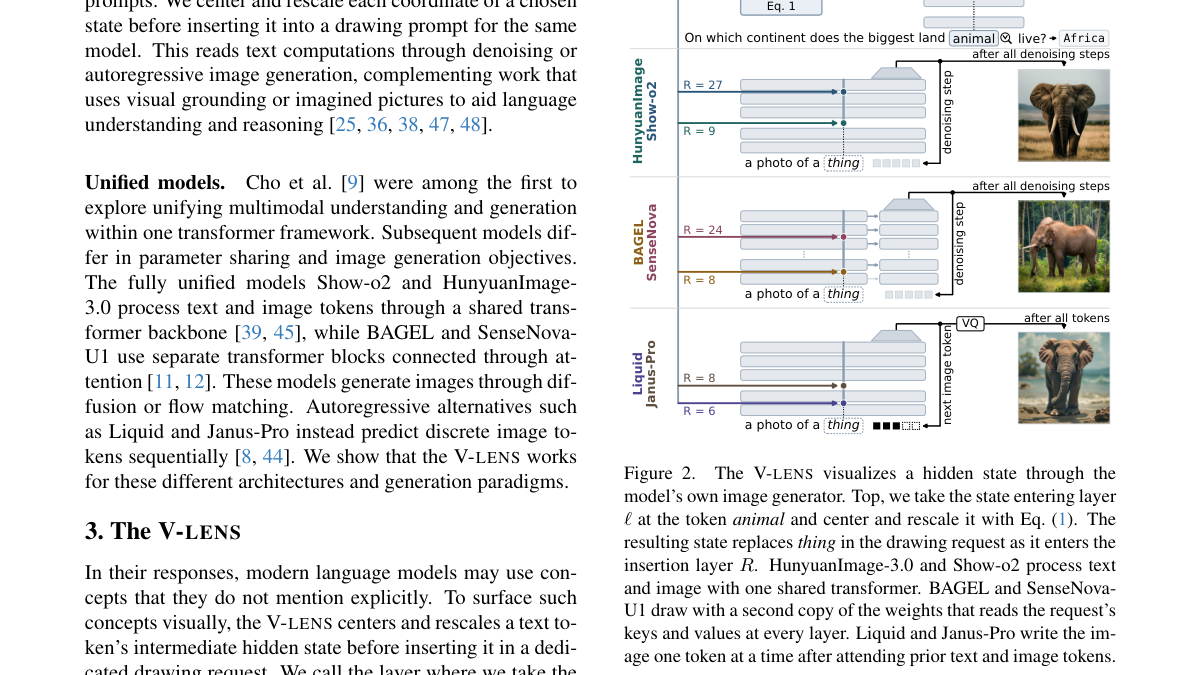 prompts. We center and rescale each coordinate of a chosen
state before inserting it into a drawing prompt for the same
model. This reads text computations through denoising or
autoregressive image generation, complementing work that
uses visual grounding or imagined pictures to aid language
understanding and reasoning [25, 36, 38, 47, 48].
Unified models. Cho et al. [9] were among the first to
explore unifying multimodal understanding and generation
within one transformer framework. Subsequent models dif-
fer in parameter sharing and image generation objectives.
The fully unified models Show-o2 and HunyuanImage-
3.0 process text and image tokens through a shared trans-
former backbone [39, 45], while BAGEL and SenseNova-
U1 use separate transformer blocks connected through at-
tention [11, 12]. These models generate images through dif-
fusion or flow matching. Autoregressive alternatives such
as Liquid and Janus-Pro instead predict discrete image to-
kens sequentially [8, 44]. We show that the V-LENS works
for these different architectures and generation paradigms.
3. The V-LENS
In their responses, modern language models may use con-
cepts that they do not mention explicitly. To surface such
concepts visually, the V-LENS centers and rescales a text to-
ken's intermediate hidden state before inserting it in a dedi-
cated drawing request. We call the layer where we take the
Eq. 1
On which continent does the biggest land animal live? Africa
HunyuanImage
Show-o2
R = 27
R = 9
a photo of a thing
denoising step
after all denoising steps
BAGEL
SenseNova
R = 24
R = 8
a photo of a thing
denoising step
after all denoising steps
Liquid
Janus-Pro
R = 8
R = 6
a photo of a thing
next image token
VQ
after all tokens
Figure 2. The V-LENS visualizes a hidden state through the
model's own image generator. Top, we take the state entering layer
ℓ at the token animal and center and rescale it with Eq. (1). The
resulting state replaces thing in the drawing request as it enters the
insertion layer R. HunyuanImage-3.0 and Show-o2 process text
and image with one shared transformer. BAGEL and SenseNova-
U1 draw with a second copy of the weights that reads the request's
keys and values at every layer. Liquid and Janus-Pro write the im-
age one token at a time after attending prior text and image tokens.